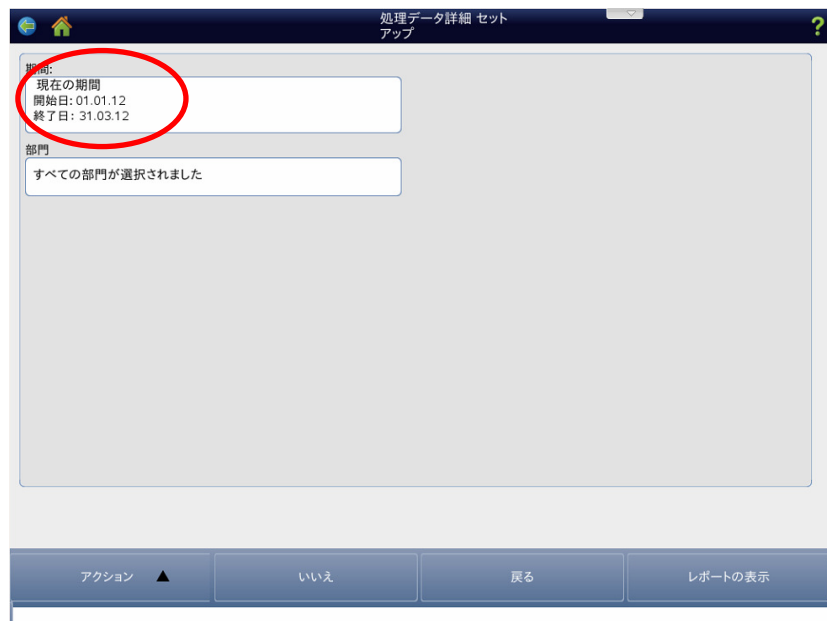 処理データ詳細 セット
アップ
?
期間:
現在の期間
開始日: 01.01.12
終了日: 31.03.12
部門
すべての部門が選択されました
アクション ▲
いいえ
戻る
レポートの表示